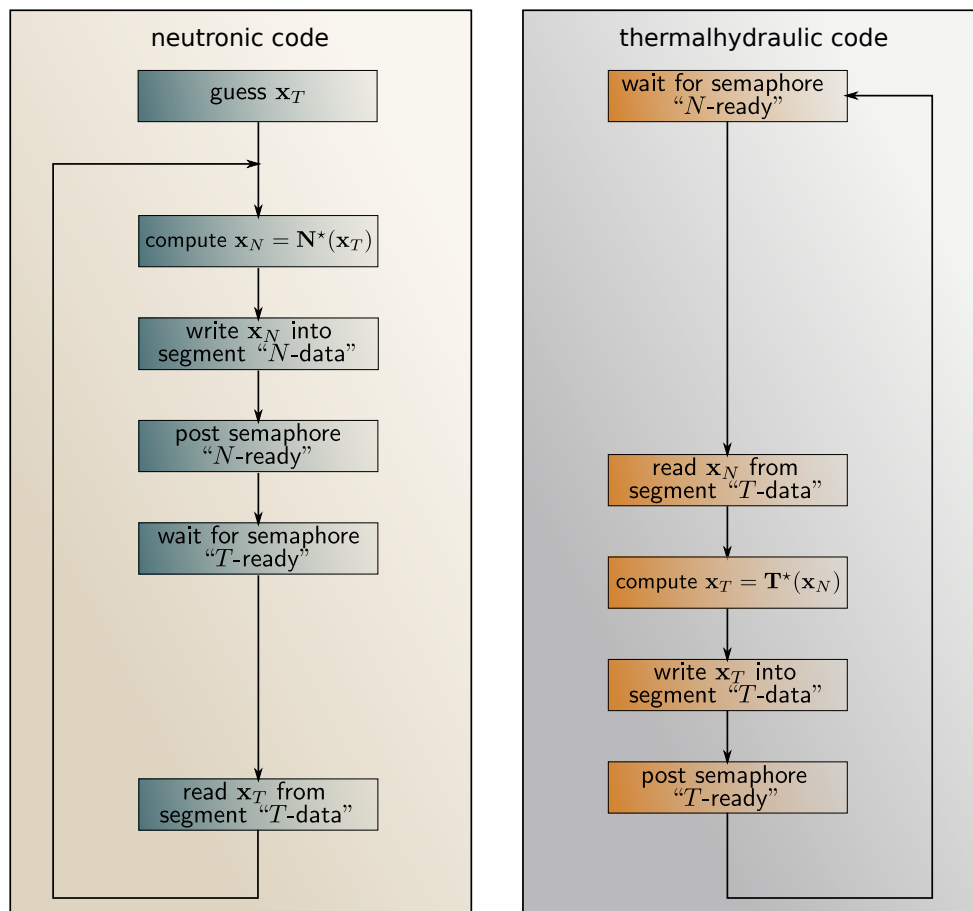 neutronic code
guess x_T
compute x_N = N⋆(x_T)
write x_N into
segment “N-data”
post semaphore
“N-ready”
wait for semaphore
“T-ready”
read x_T from
segment “T-data”
thermalhydraulic code
wait for semaphore
“N-ready”
read x_N from
segment “T-data”
compute x_T = T⋆(x_N)
write x_T into
segment “T-data”
post semaphore
“T-ready”